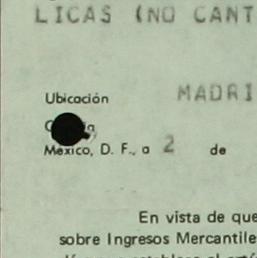 LICAS (NO CANT
Ubicación MADRI
México, D. F., a 2 de
En vista de que
sobre Ingresos Mercantile